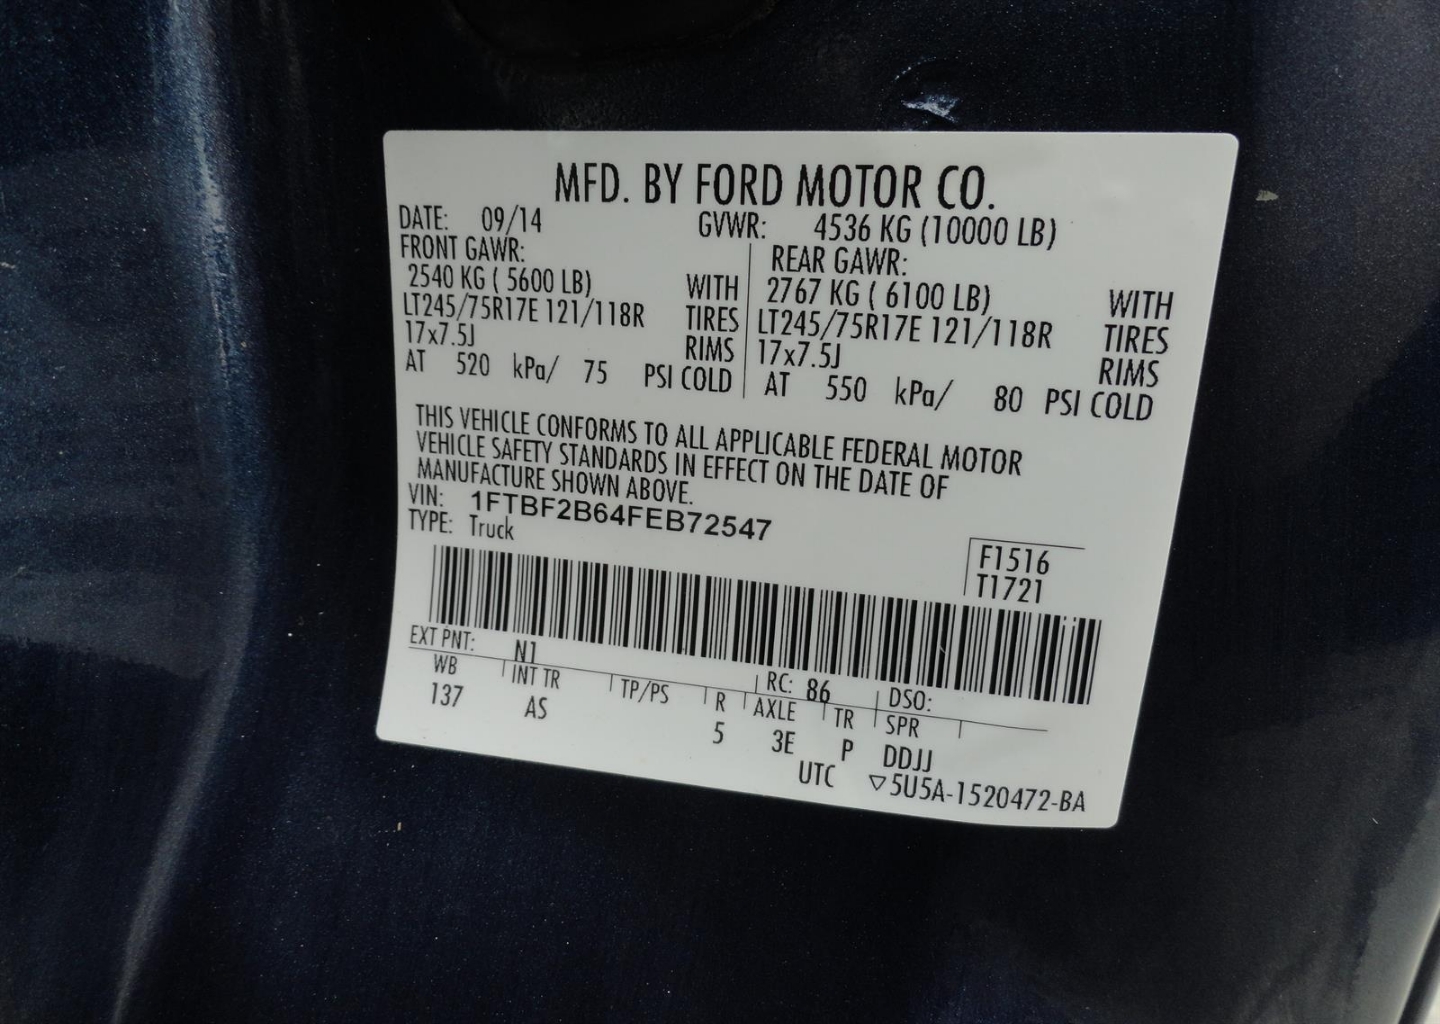 MFD. BY FORD MOTOR CO.
DATE: 09/14 GVWR: 4536 KG (10000 LB)
FRONT GAWR: REAR GAWR:
2540 KG ( 5600 LB) WITH 2767 KG ( 6100 LB) WITH
LT245/75R17E 121/118R TIRES LT245/75R17E 121/118R TIRES
17x7.5J RIMS 17x7.5J RIMS
AT 520 kPa/ 75 PSI COLD AT 550 kPa/ 80 PSI COLD
THIS VEHICLE CONFORMS TO ALL APPLICABLE FEDERAL MOTOR
VEHICLE SAFETY STANDARDS IN EFFECT ON THE DATE OF
MANUFACTURE SHOWN ABOVE.
VIN: 1FTBF2B64FEB72547
TYPE: Truck
F1516
T1721
EXT PNT: N1 RC: 86 DSO:
WB INT TR TP/PS R AXLE TR SPR
137 AS 5 3E P DDJJ
UTC ▽5U5A-1520472-BA